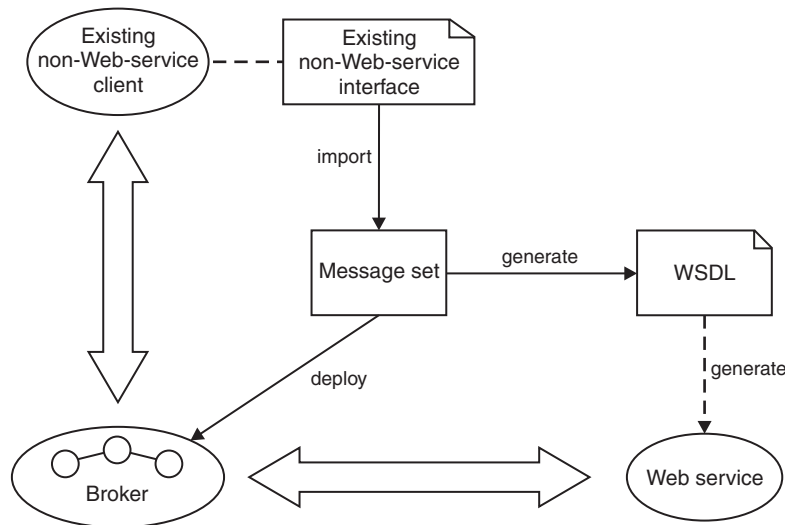 Existing
non-Web-service
client
Existing
non-Web-service
interface
import
Message set
generate
WSDL
deploy
generate
Broker
Web service